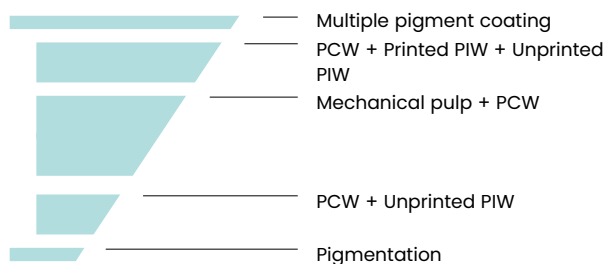 Multiple pigment coating
PCW + Printed PIW + Unprinted
PIW
Mechanical pulp + PCW
PCW + Unprinted PIW
Pigmentation